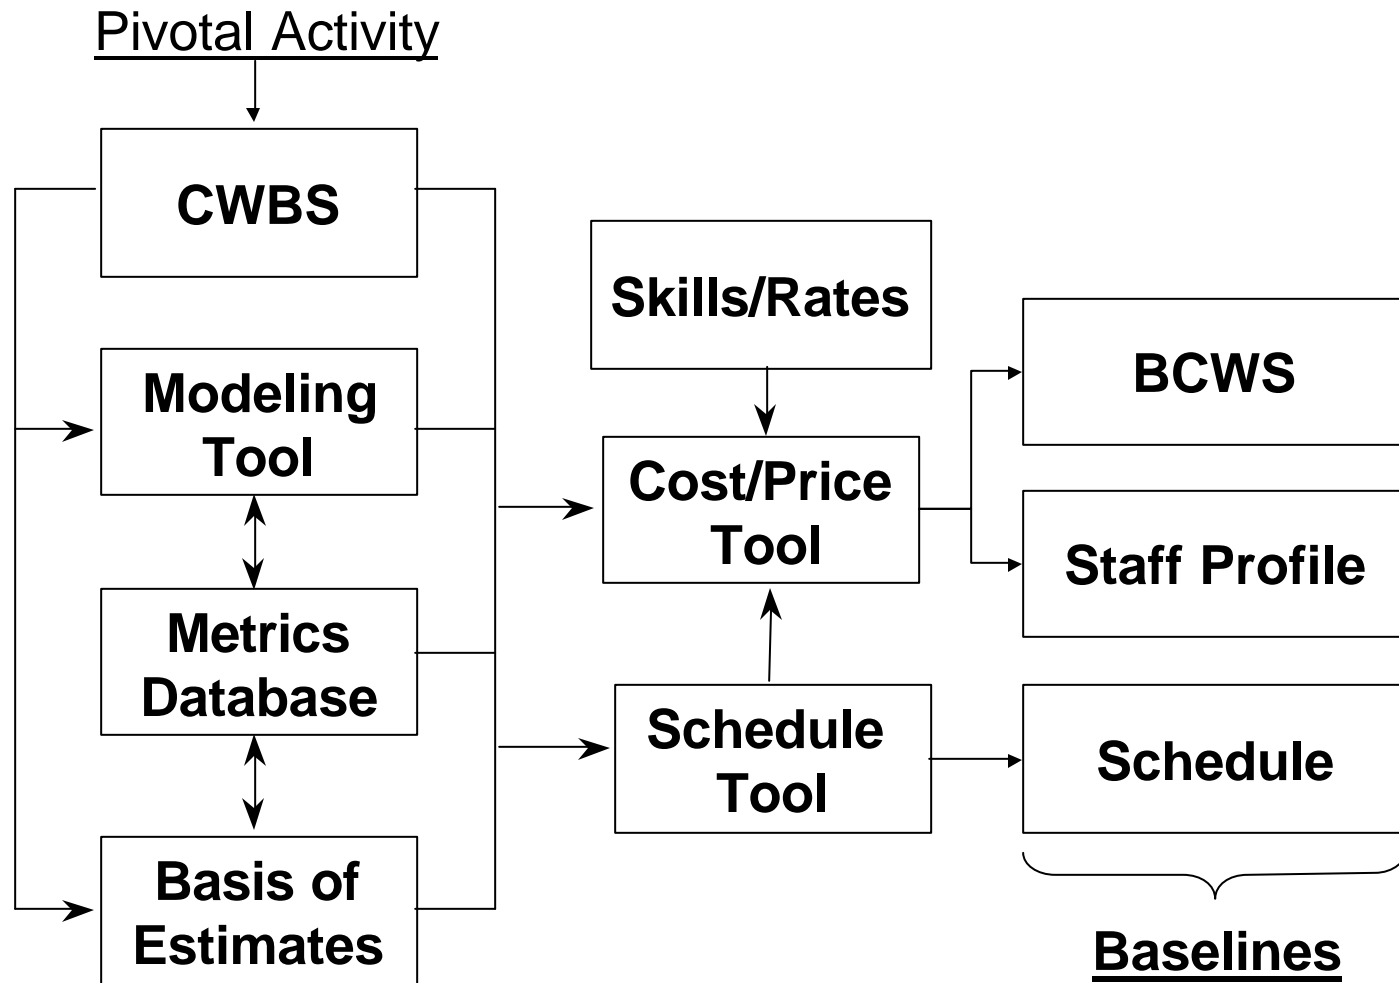 Pivotal Activity
CWBS
Modeling
Tool
Metrics
Database
Basis of
Estimates
Skills/Rates
Cost/Price
Tool
Schedule
Tool
BCWS
Staff Profile
Schedule
Baselines